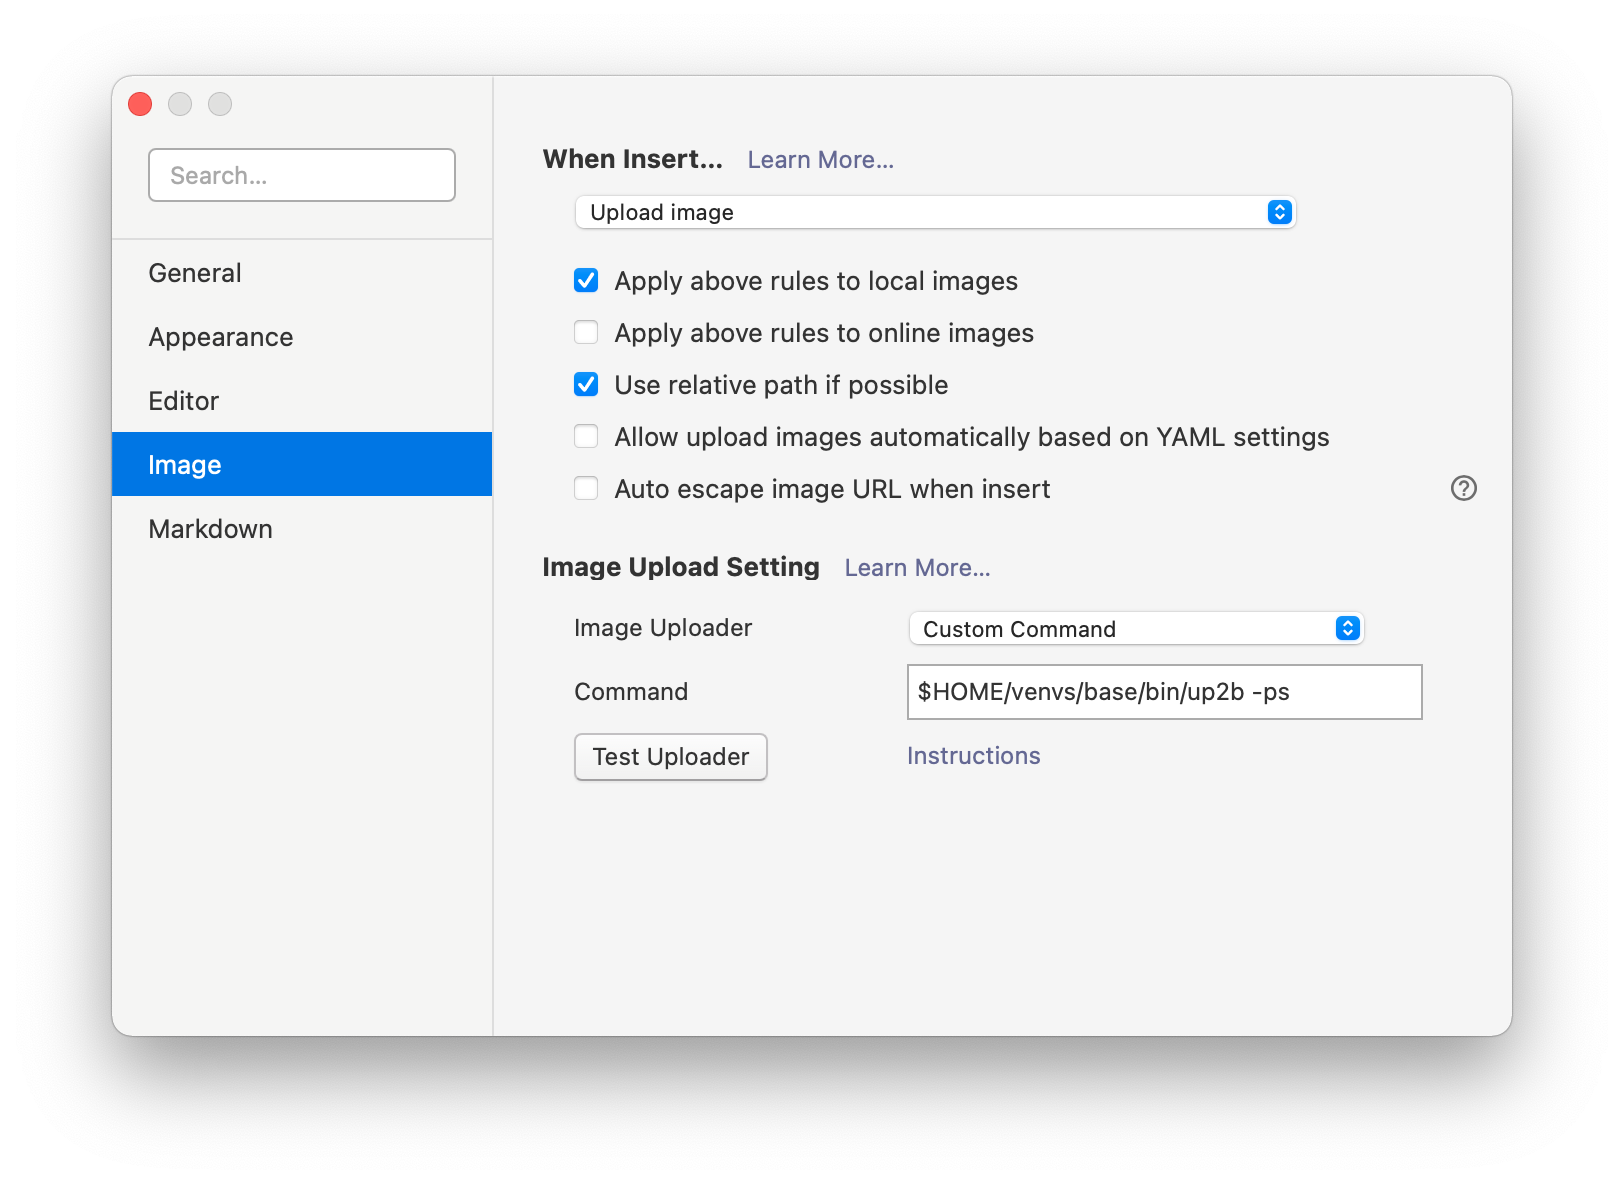 Search...
General
Appearance
Editor
Image
Markdown
When Insert... Learn More...
Upload image
Apply above rules to local images
Apply above rules to online images
Use relative path if possible
Allow upload images automatically based on YAML settings
Auto escape image URL when insert
Image Upload Setting Learn More...
Image Uploader Custom Command
Command $HOME/venvs/base/bin/up2b -ps
Test Uploader Instructions